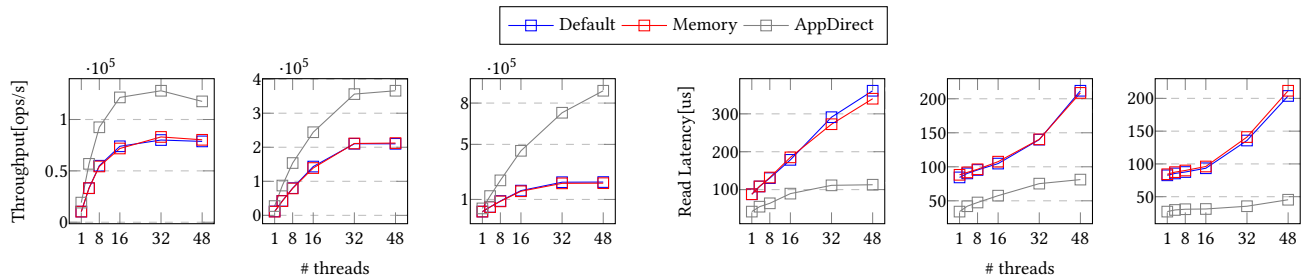 Default Memory AppDirect
·10^5
1
0.5
0
1 8 16 32 48
Throughput[ops/s]
·10^5
4
3
2
1
0
1 8 16 32 48
# threads
·10^5
8
5
1
1 8 16 32 48
Read Latency[us]
300
200
100
1 8 16 32 48
200
150
100
50
1 8 16 32 48
# threads
200
150
100
50
1 8 16 32 48